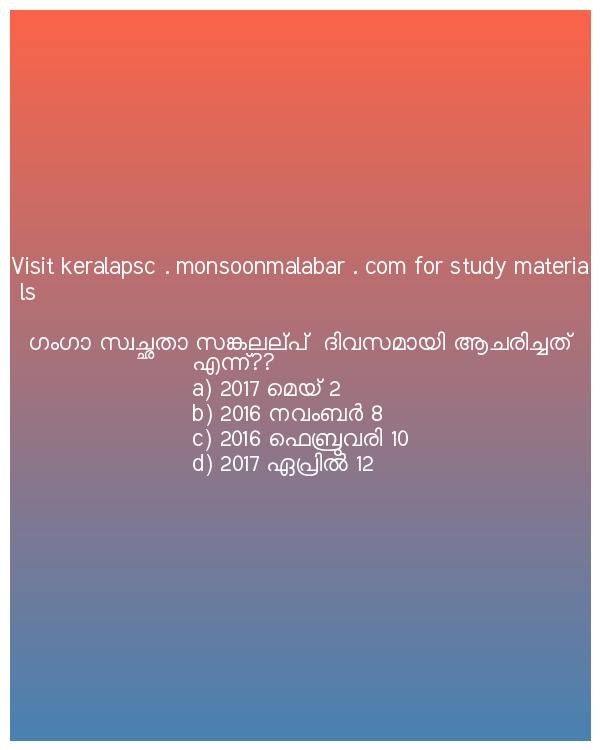 Visit keralapsc . monsoonmalabar . com for study materia
ls
ഗംഗാ സ്വച്ഛതാ സങ്കല്ല്പ് ദിവസമായി ആചരിച്ചത്
എന്ന്??
a) 2017 മെയ് 2
b) 2016 നവംബർ 8
c) 2016 ഫെബ്രുവരി 10
d) 2017 ഏപ്രിൽ 12